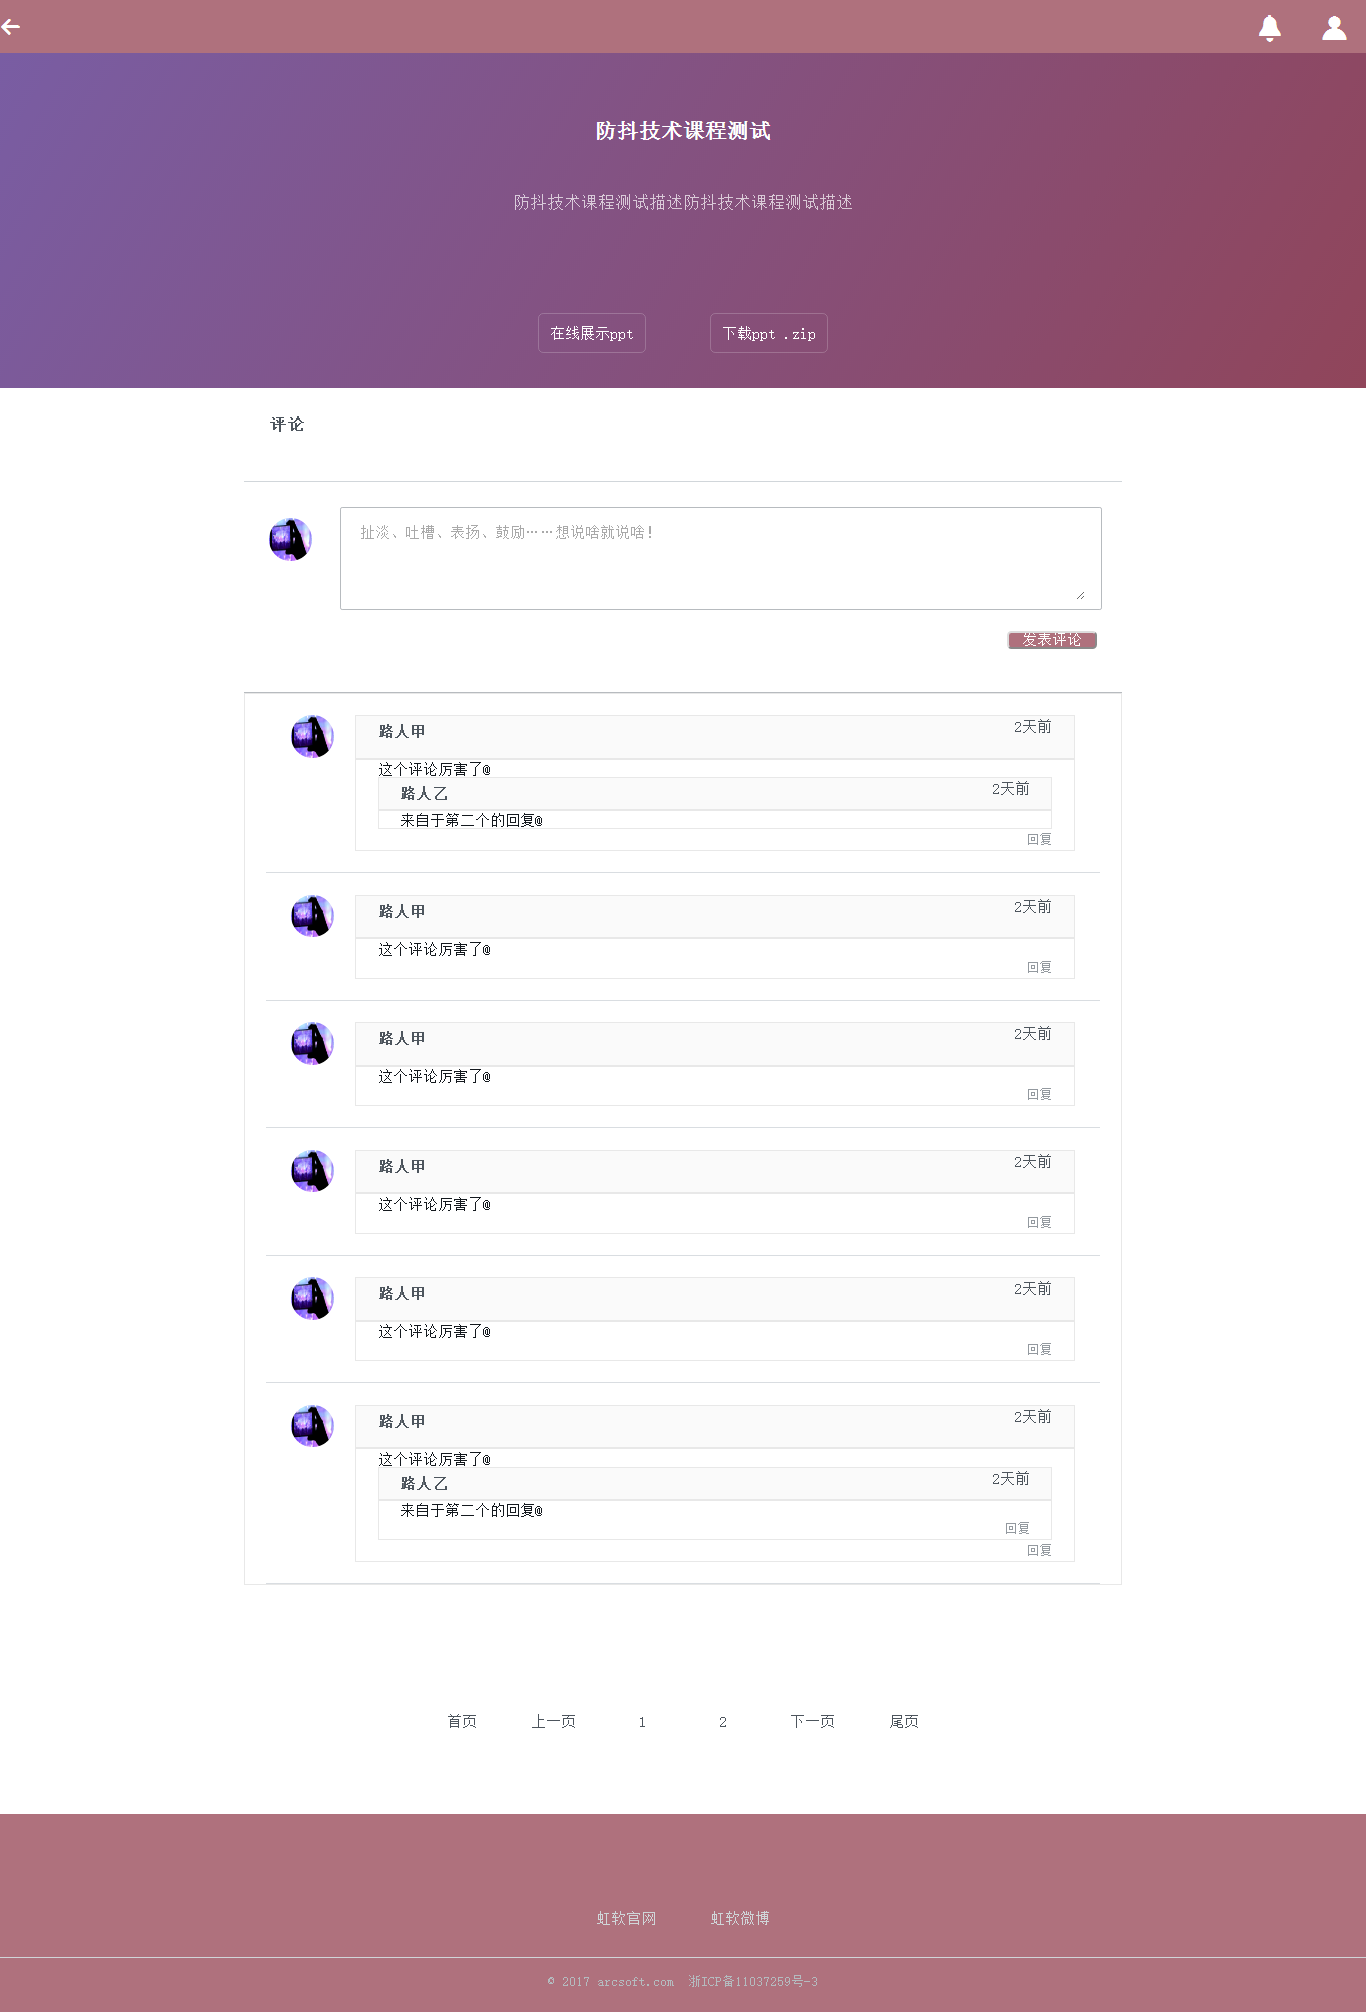 防抖技术课程测试
防抖技术课程测试描述防抖技术课程测试描述
在线展示ppt 下载ppt .zip
评论
扯淡、吐槽、表扬、鼓励……想说啥就说啥!
发表评论
路人甲 2天前
这个评论厉害了@
路人乙 2天前
来自于第二个的回复@
回复
路人甲 2天前
这个评论厉害了@
回复
路人甲 2天前
这个评论厉害了@
回复
路人甲 2天前
这个评论厉害了@
回复
路人甲 2天前
这个评论厉害了@
回复
路人甲 2天前
这个评论厉害了@
路人乙 2天前
来自于第二个的回复@
回复
回复
首页 上一页 1 2 下一页 尾页
虹软官网 虹软微博
© 2017 arcsoft.com 浙ICP备11037259号-3